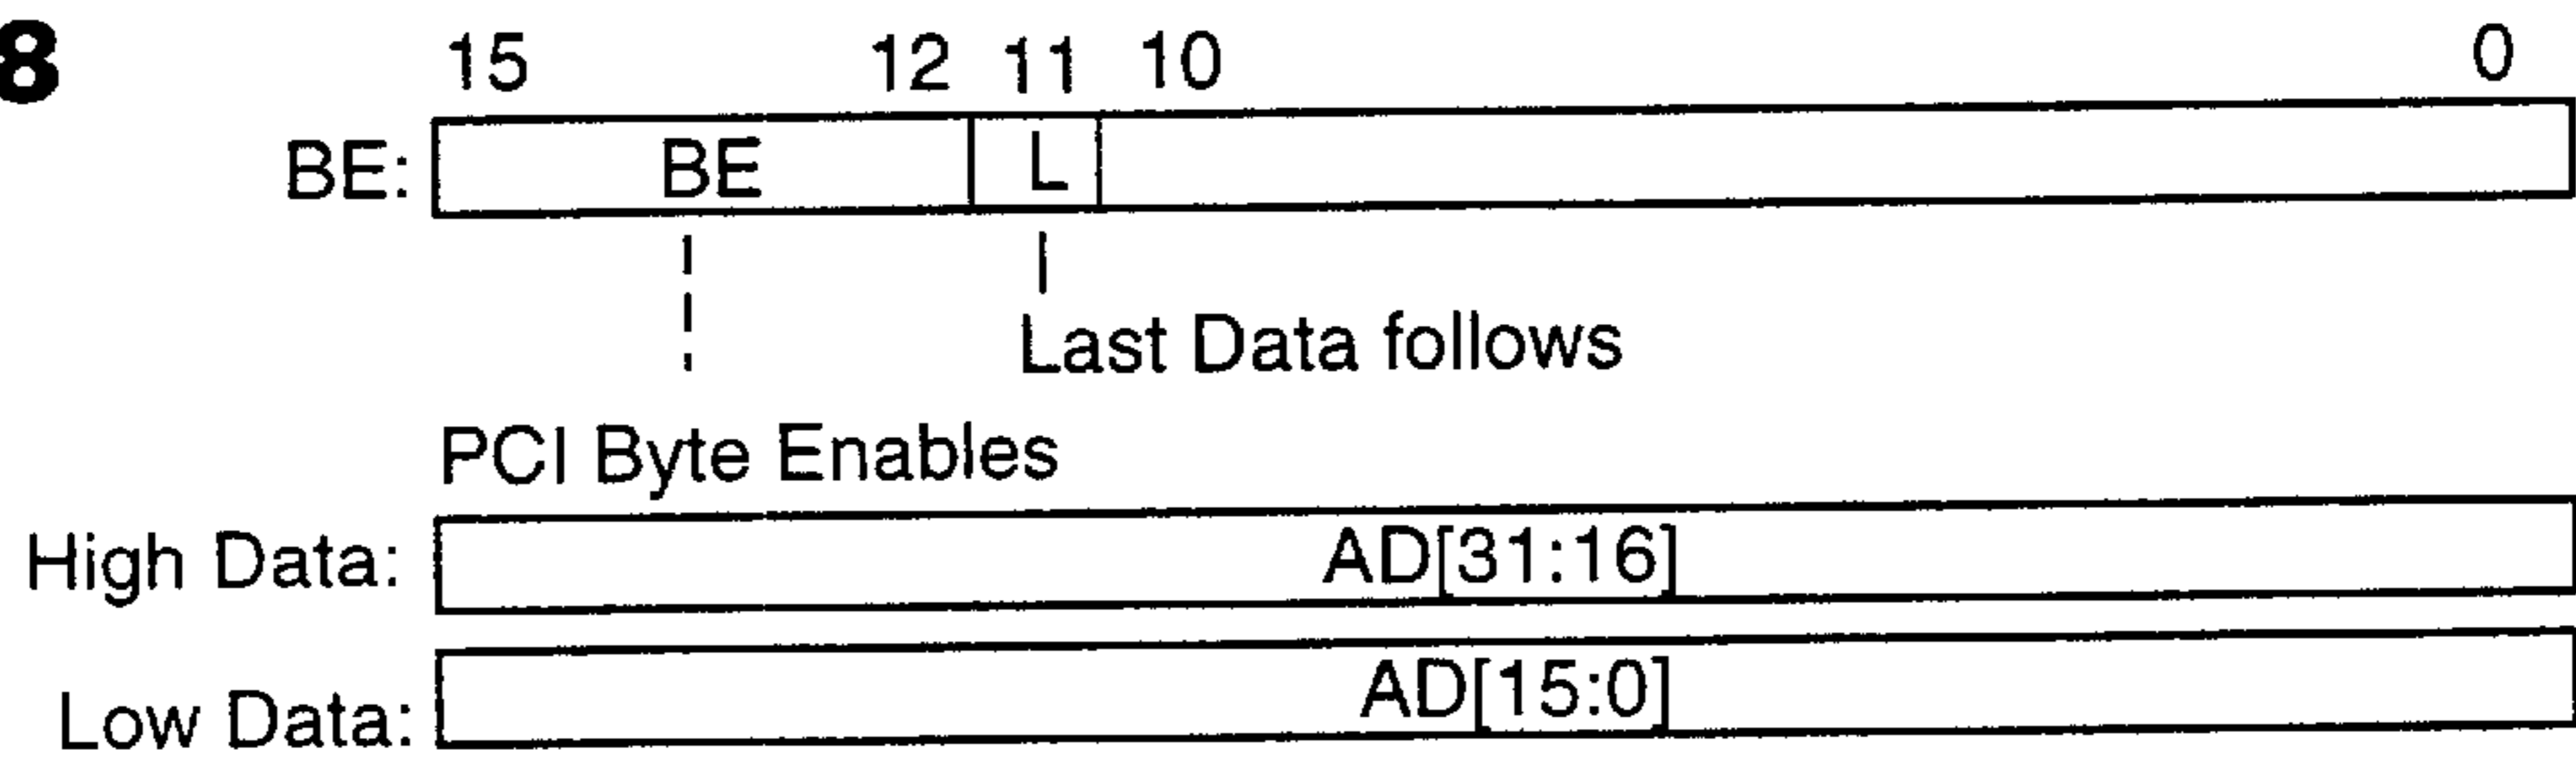 8
15 12 11 10 0
BE: BE L
Last Data follows
PCI Byte Enables
High Data: AD[31:16]
Low Data: AD[15:0]